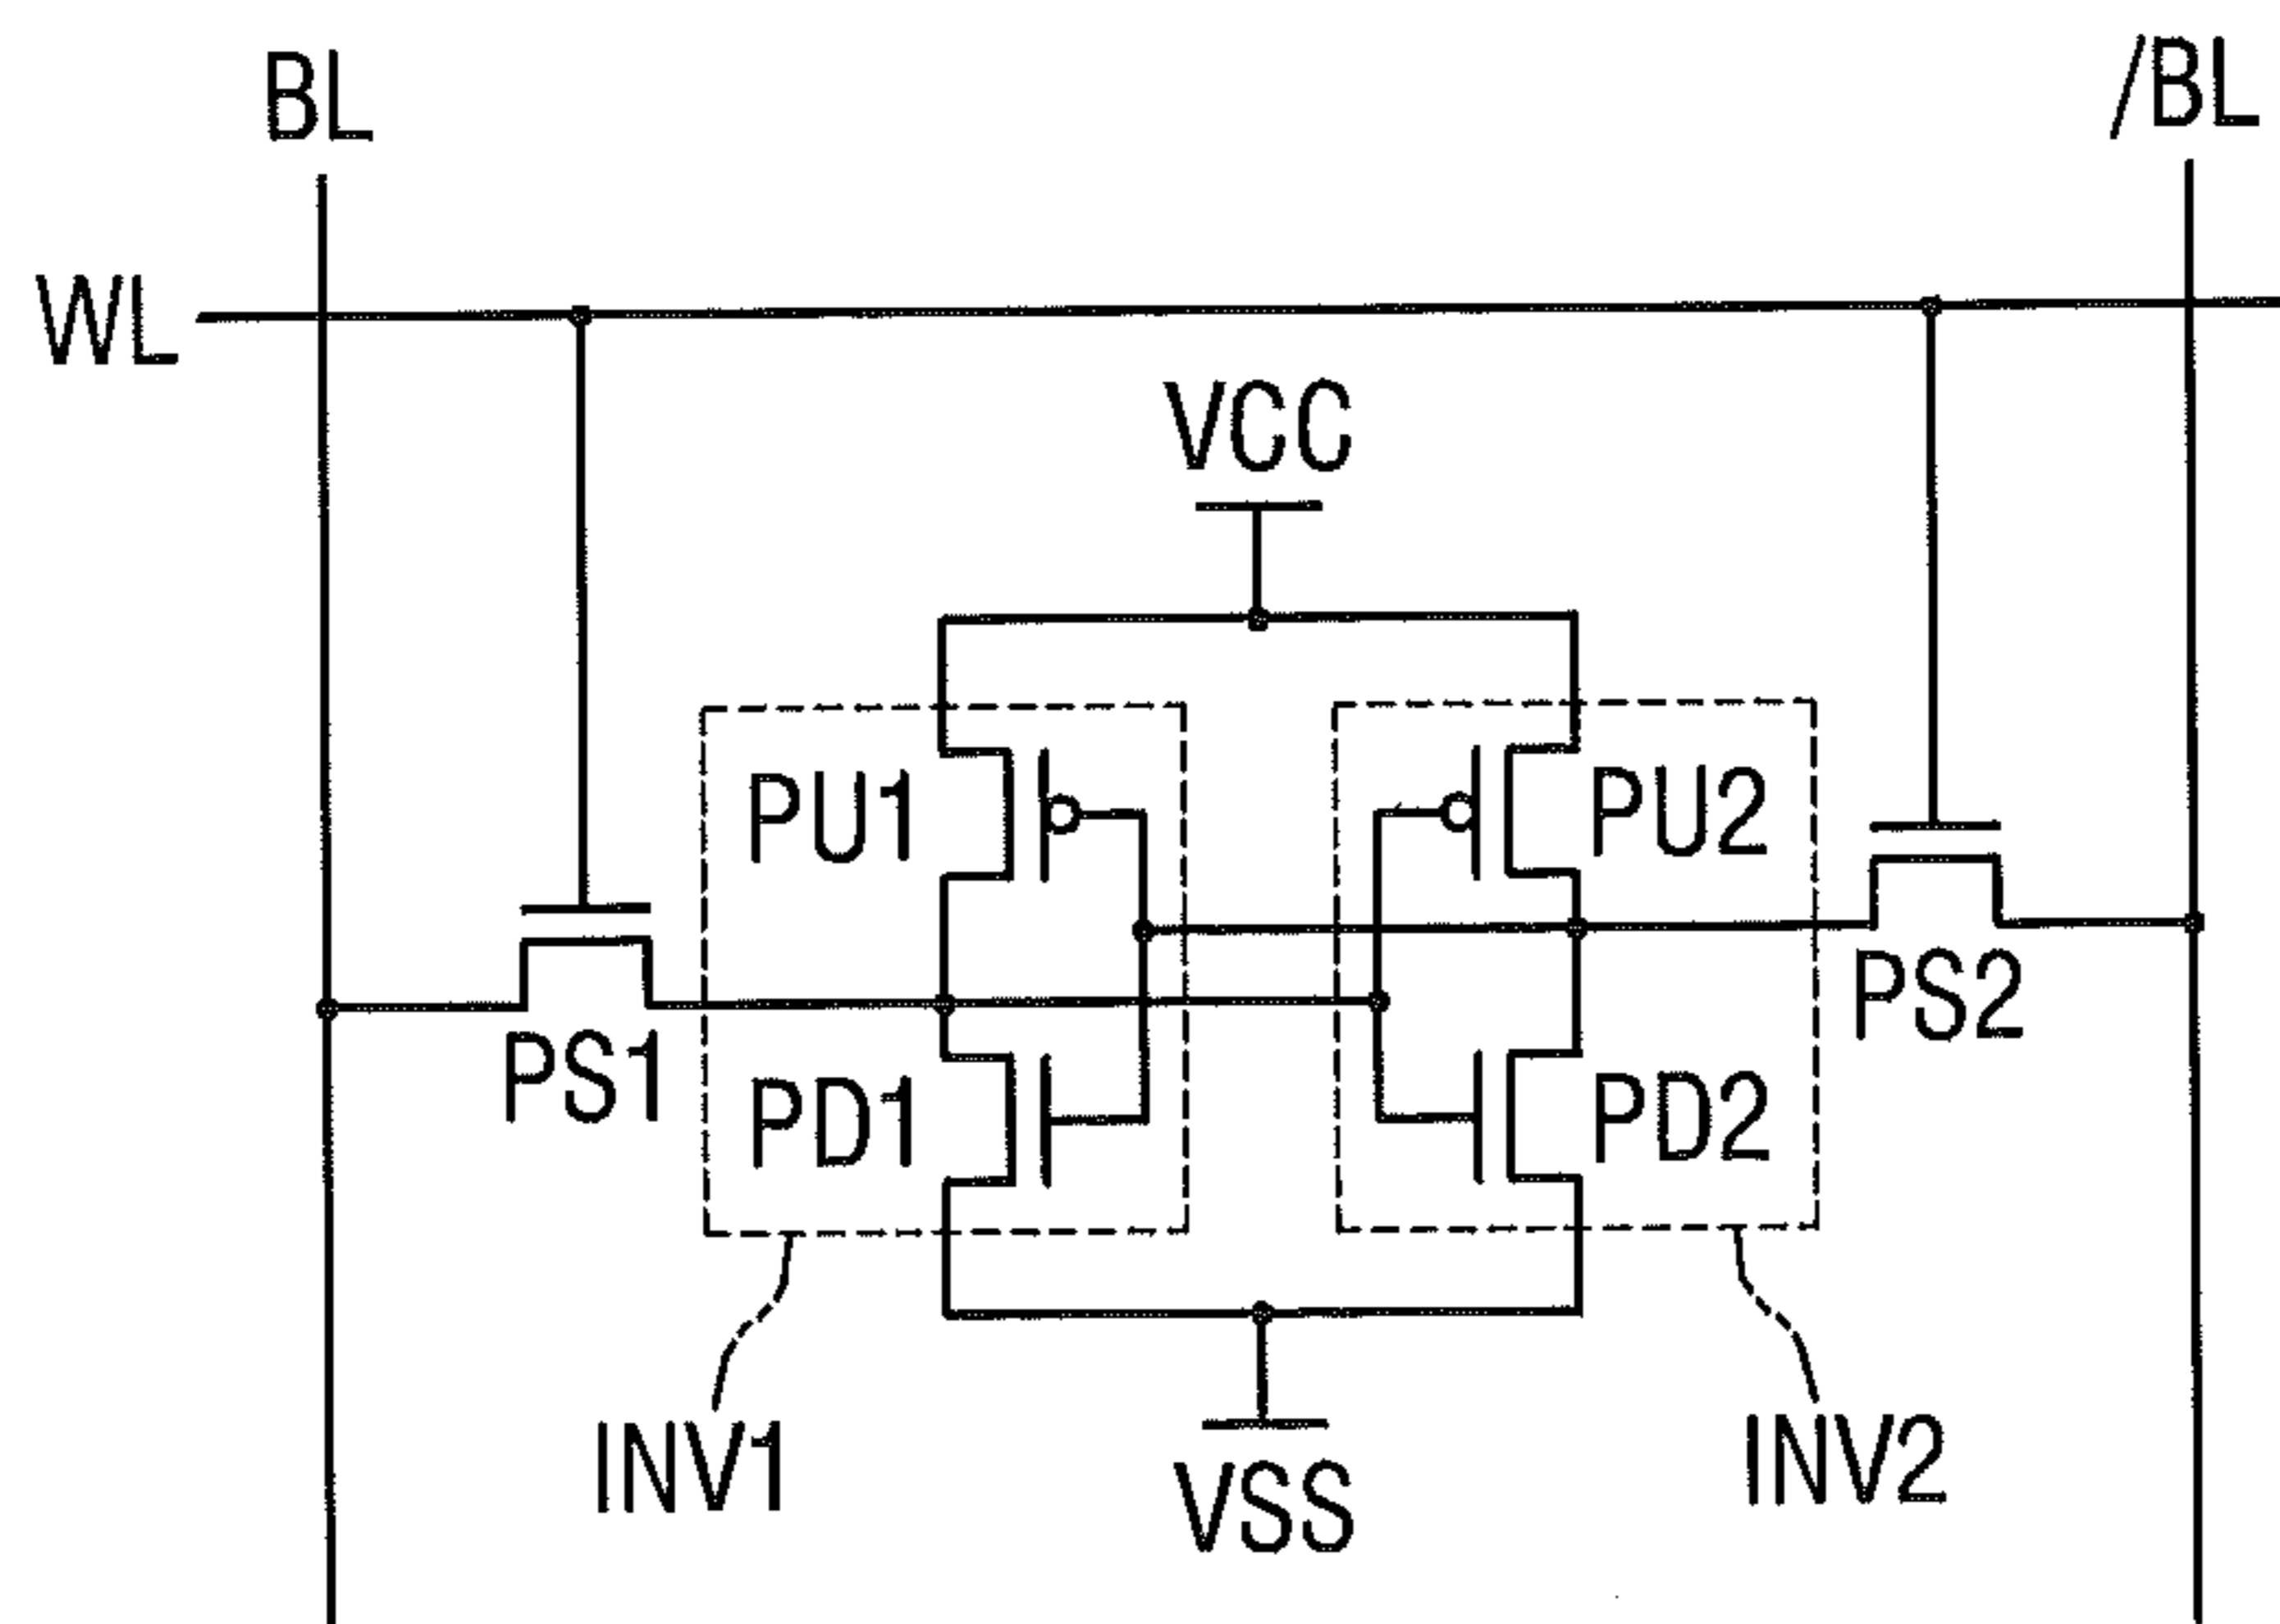 BL
/BL
WL
VCC
PU1
PU2
PS1
PS2
PD1
PD2
INV1
INV2
VSS